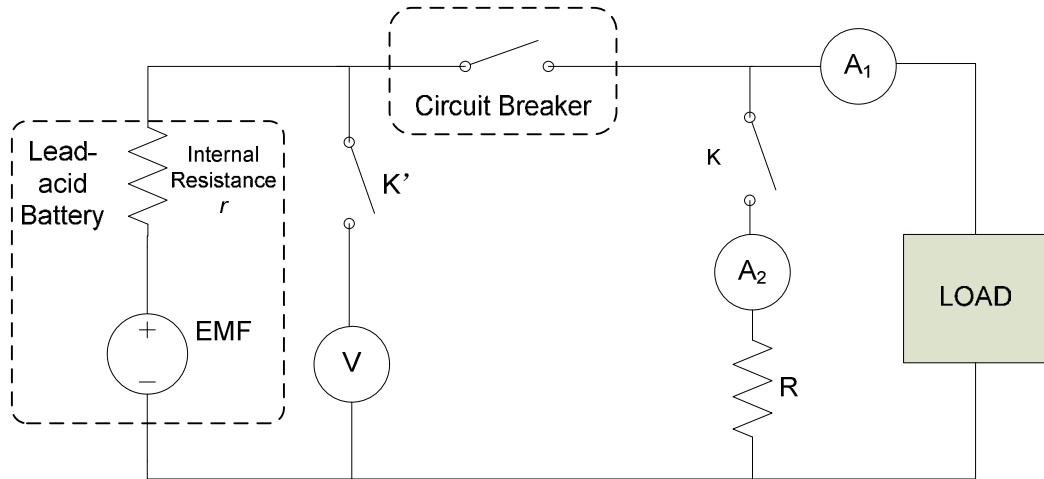 Circuit Breaker
A1
Lead-
acid
Battery
Internal
Resistance
r
K’
K
A2
LOAD
+
EMF
−
V
R